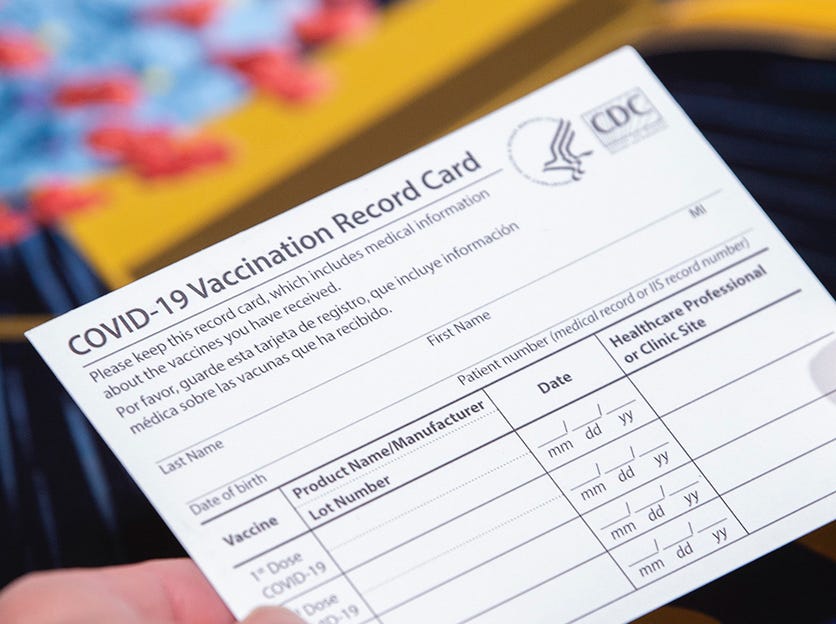 CDC
COVID-19 Vaccination Record Card
Please keep this record card, which includes medical information
about the vaccines you have received.
Por favor, guarde esta tarjeta de registro, que incluye información
médica sobre las vacunas que ha recibido.
Last Name First Name MI
Date of birth Patient number (medical record or IIS record number)
Vaccine Product Name/Manufacturer Date Healthcare Professional
Lot Number or Clinic Site
1st Dose
COVID-19
mm dd yy
Dose
mm dd yy
mm dd yy
mm dd yy